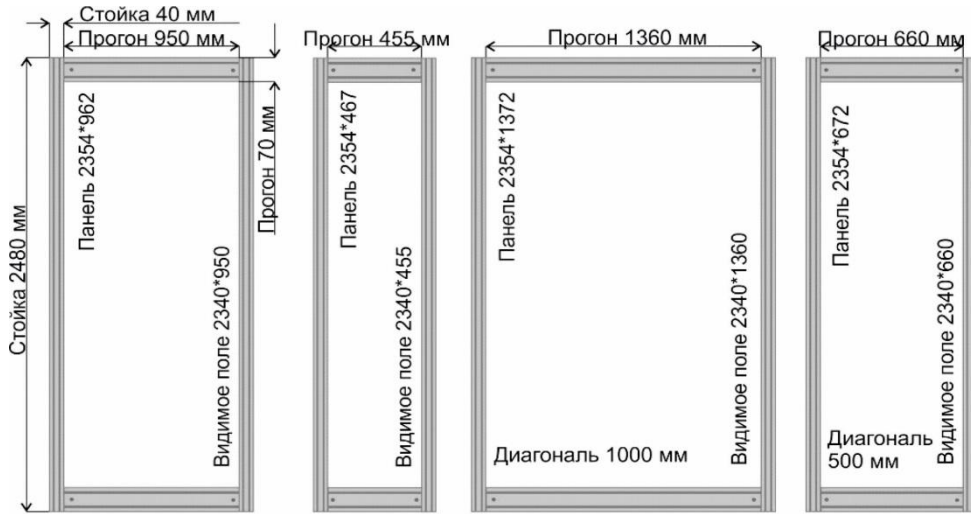 Стойка 40 мм
Прогон 950 мм
Стойка 2480 мм
Панель 2354*962
Прогон 70 мм
Видимое поле 2340*950
Прогон 455 мм
Панель 2354*467
Видимое поле 2340*455
Прогон 1360 мм
Панель 2354*1372
Видимое поле 2340*1360
Диагональ 1000 мм
Прогон 660 мм
Панель 2354*672
Видимое поле 2340*660
Диагональ
500 мм